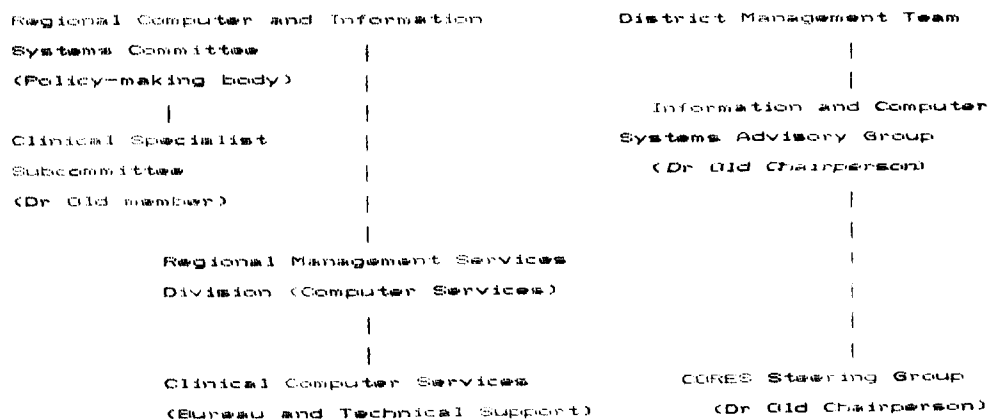 Regional Computer and Information
Systems Committee
(Policy-making body)
Clinical Specialist
Subcommittee
(Dr Old member)
Regional Management Services
Division (Computer Services)
Clinical Computer Services
(Bureau and Technical Support)
District Management Team
Information and Computer
Systems Advisory Group
(Dr Old Chairperson)
CORES Steering Group
(Dr Old Chairperson)